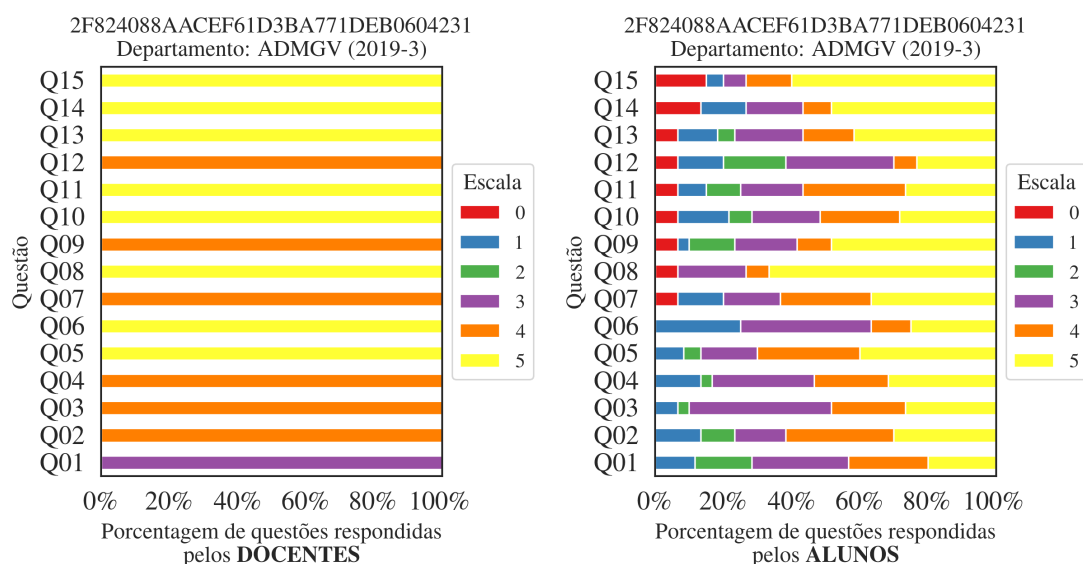 2F824088AACEF61D3BA771DEB0604231
Departamento: ADMGV (2019-3)
Questão
Q15
Q14
Q13
Q12
Q11
Q10
Q09
Q08
Q07
Q06
Q05
Q04
Q03
Q02
Q01
0% 20% 40% 60% 80% 100%
Porcentagem de questões respondidas
pelos DOCENTES
Escala
0
1
2
3
4
5
2F824088AACEF61D3BA771DEB0604231
Departamento: ADMGV (2019-3)
Questão
Q15
Q14
Q13
Q12
Q11
Q10
Q09
Q08
Q07
Q06
Q05
Q04
Q03
Q02
Q01
0% 20% 40% 60% 80% 100%
Porcentagem de questões respondidas
pelos ALUNOS
Escala
0
1
2
3
4
5